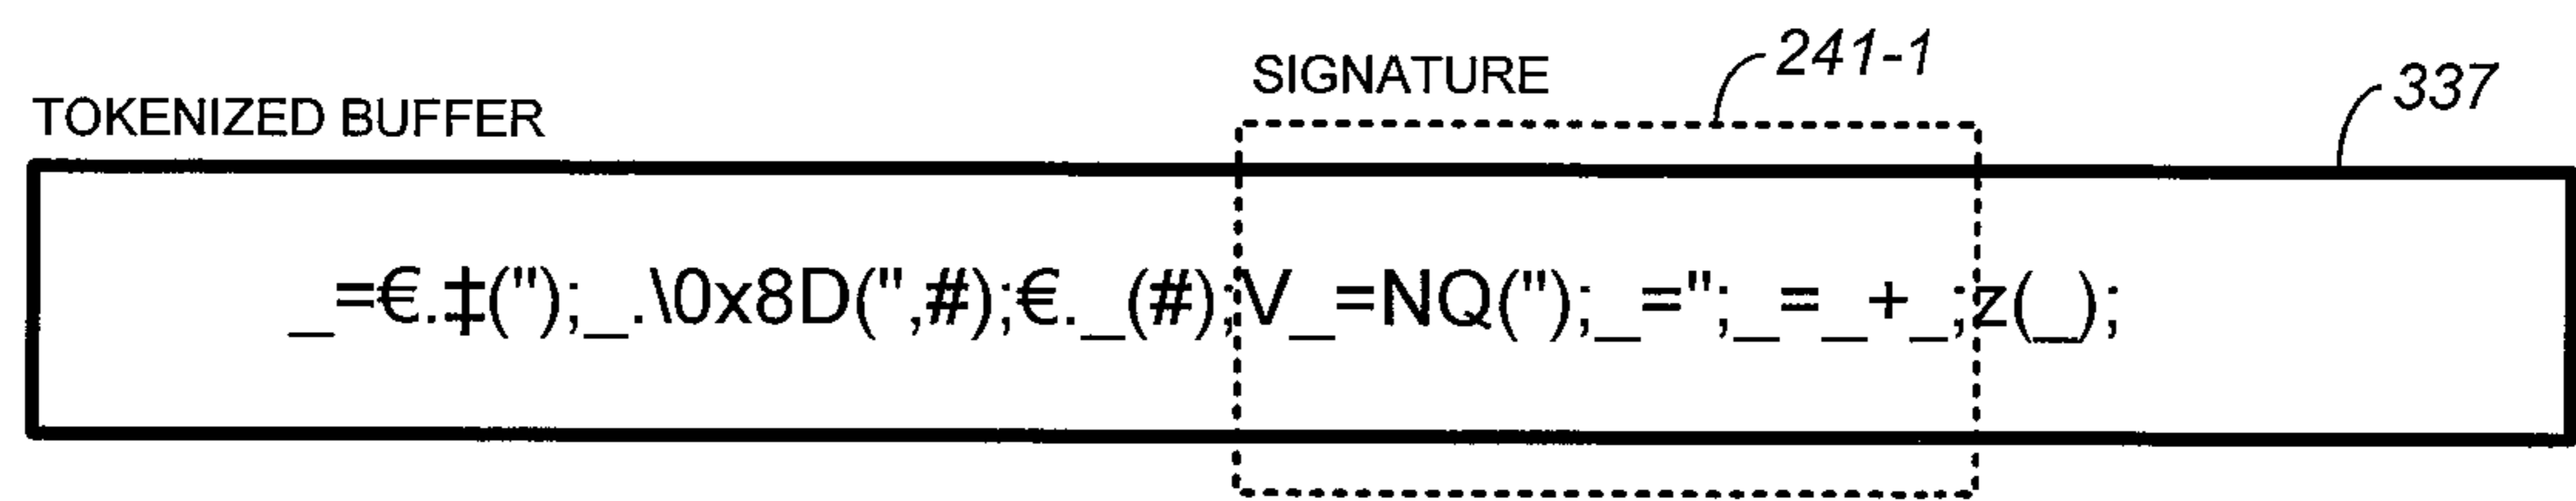 SIGNATURE 241-1
TOKENIZED BUFFER 337
_=€.‡(");_.\0x8D(",#);€._(#);V_=NQ(");_=";_=_+_;z(_);